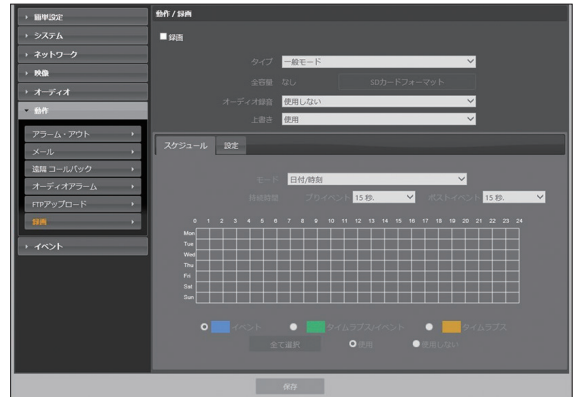 簡単設定
システム
ネットワーク
映像
オーディオ
動作
アラーム・アウト
メール
遠隔 コールバック
オーディオアラーム
FTPアップロード
録画
イベント
動作 / 録画
録画
タイプ 一般モード
全容量 なし SDカードフォーマット
オーディオ録音 使用しない
上書き 使用
スケジュール 設定
モード 日付/時刻
持続時間 プリイベント 15 秒. ポストイベント 15 秒.
0 1 2 3 4 5 6 7 8 9 10 11 12 13 14 15 16 17 18 19 20 21 22 23 24
Mon
Tue
Wed
Thu
Fri
Sat
Sun
イベント タイムラプス/イベント タイムラプス
全て選択 使用 使用しない
保存